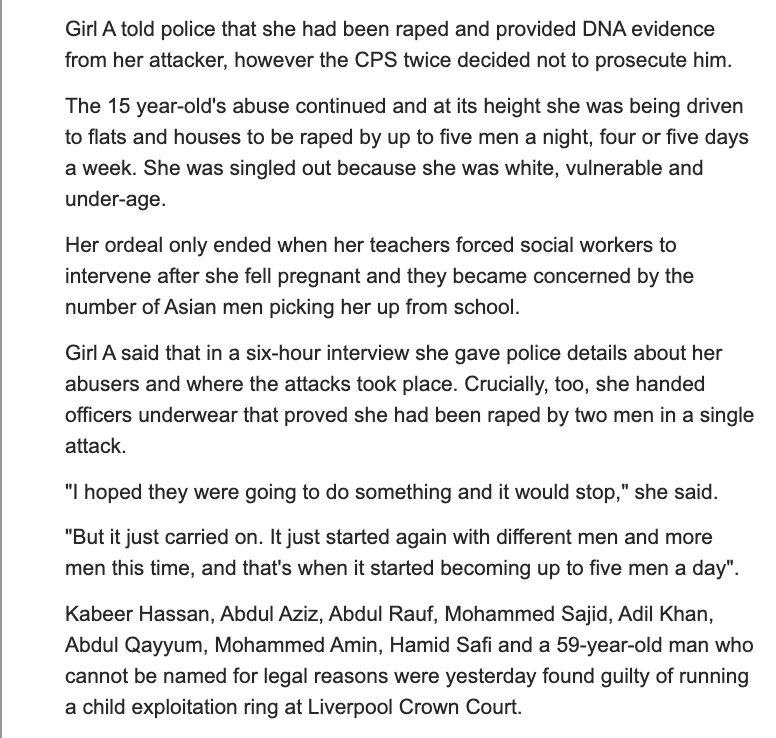 Girl A told police that she had been raped and provided DNA evidence
from her attacker, however the CPS twice decided not to prosecute him.
The 15 year-old's abuse continued and at its height she was being driven
to flats and houses to be raped by up to five men a night, four or five days
a week. She was singled out because she was white, vulnerable and
under-age.
Her ordeal only ended when her teachers forced social workers to
intervene after she fell pregnant and they became concerned by the
number of Asian men picking her up from school.
Girl A said that in a six-hour interview she gave police details about her
abusers and where the attacks took place. Crucially, too, she handed
officers underwear that proved she had been raped by two men in a single
attack.
"I hoped they were going to do something and it would stop," she said.
"But it just carried on. It just started again with different men and more
men this time, and that's when it started becoming up to five men a day".
Kabeer Hassan, Abdul Aziz, Abdul Rauf, Mohammed Sajid, Adil Khan,
Abdul Qayyum, Mohammed Amin, Hamid Safi and a 59-year-old man who
cannot be named for legal reasons were yesterday found guilty of running
a child exploitation ring at Liverpool Crown Court.